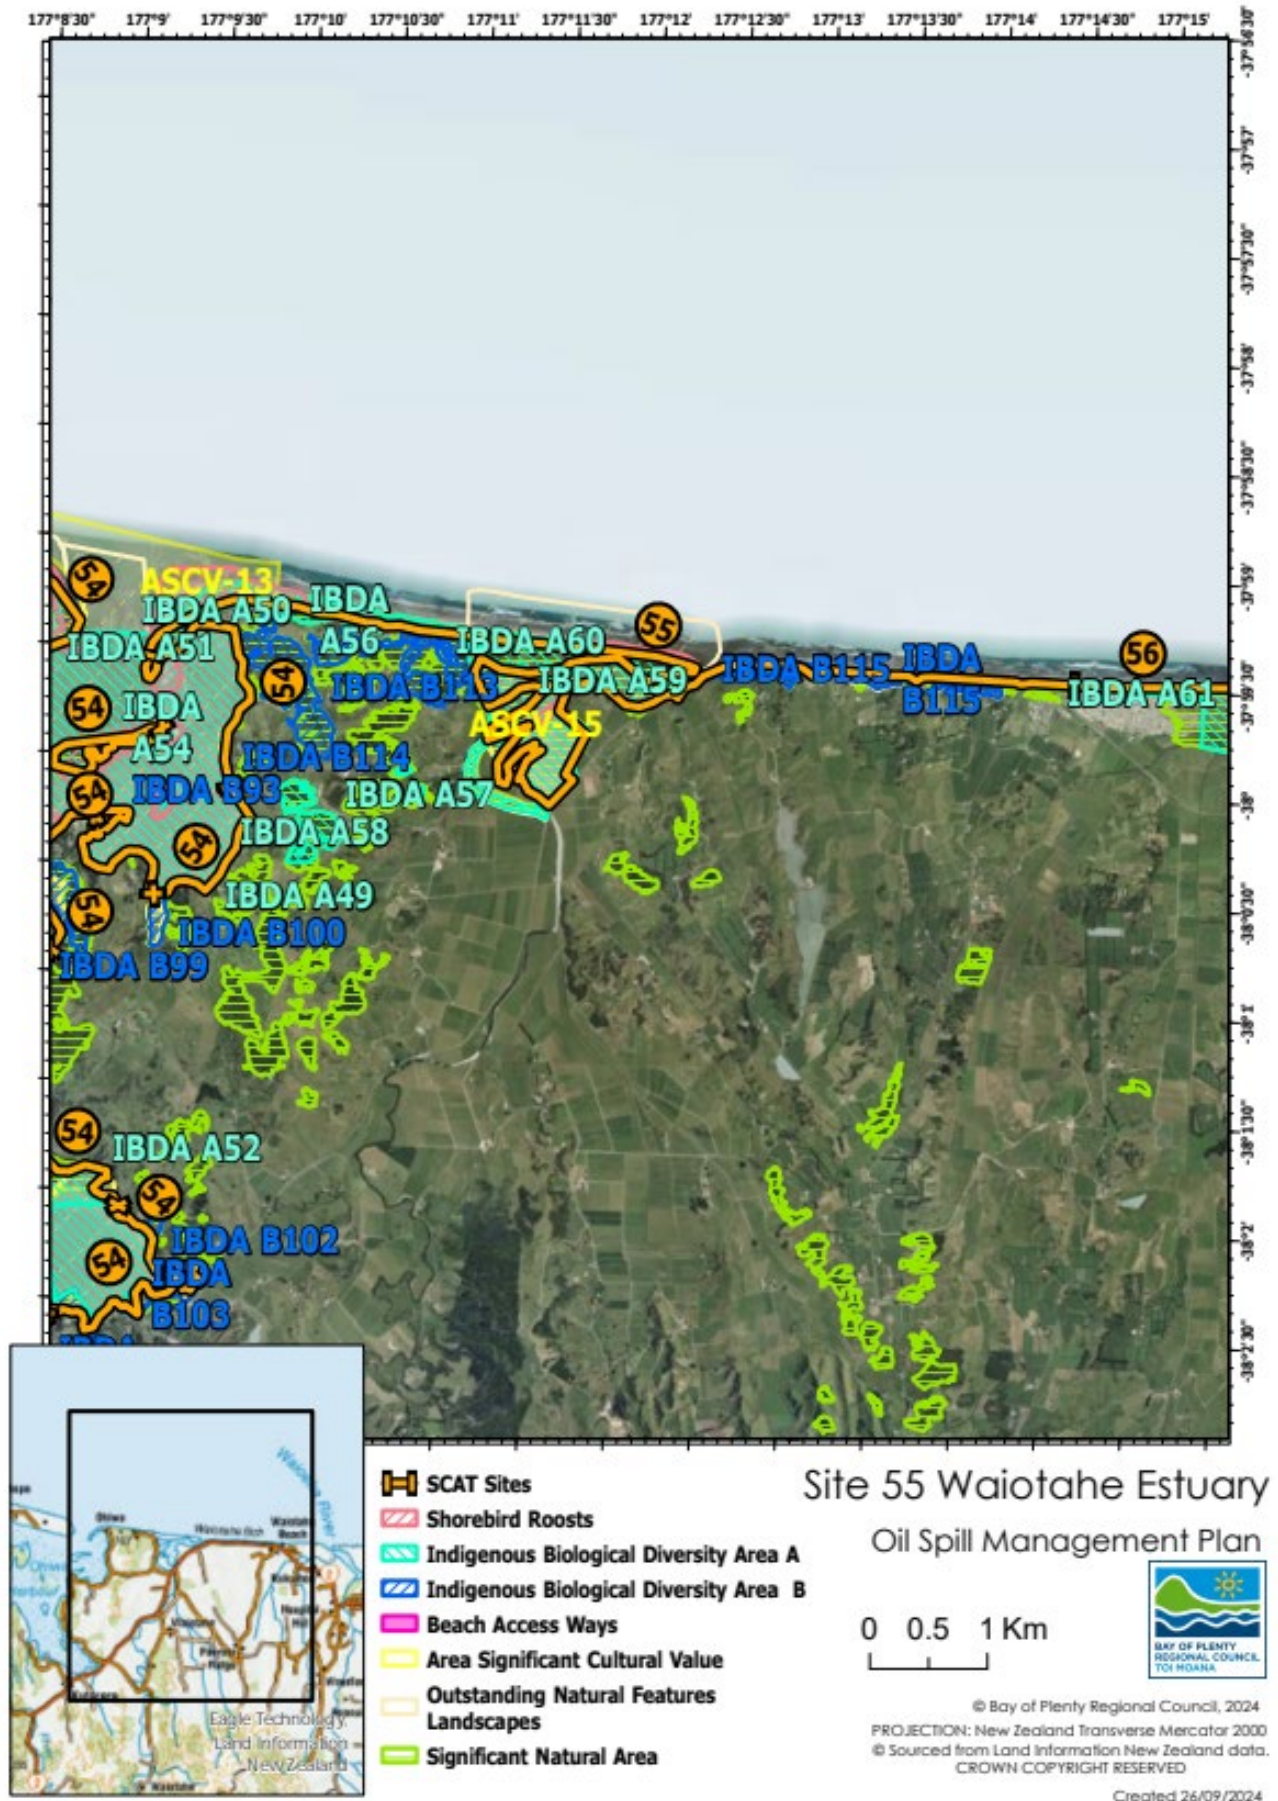 177°8'30" 177°9' 177°9'30" 177°10' 177°10'30" 177°11' 177°11'30" 177°12' 177°12'30" 177°13' 177°13'30" 177°14' 177°14'30" 177°15'
-37°56'30"
-37°57'
-37°57'30"
-37°58'
-37°58'30"
-37°59'
-37°59'30"
-38°
-38°0'30"
-38°1'
-38°1'30"
-38°2'
-38°2'30"
54
ASCV-13
IBDA A50
IBDA
A56
IBDA A51
IBDA A60
55
56
54
IBDA B113
IBDA A59
IBDA B115
IBDA
B115
IBDA A61
54
IBDA
A54
ASCV-15
IBDA B114
54
IBDA B93
IBDA A57
IBDA A58
54
IBDA A49
54
IBDA B100
IBDA B99
54
IBDA A52
54
IBDA B102
54
IBDA
B103
IBDA
Ohiwa
Waiotahe
Beach
Eagle Technology,
Land Information
New Zealand
SCAT Sites
Shorebird Roosts
Indigenous Biological Diversity Area A
Indigenous Biological Diversity Area B
Beach Access Ways
Area Significant Cultural Value
Outstanding Natural Features
Landscapes
Significant Natural Area
Site 55 Waiotahe Estuary
Oil Spill Management Plan
0 0.5 1 Km
BAY OF PLENTY
REGIONAL COUNCIL
TOI MOANA
© Bay of Plenty Regional Council, 2024
PROJECTION: New Zealand Transverse Mercator 2000
© Sourced from Land Information New Zealand data.
CROWN COPYRIGHT RESERVED
Created 26/09/2024